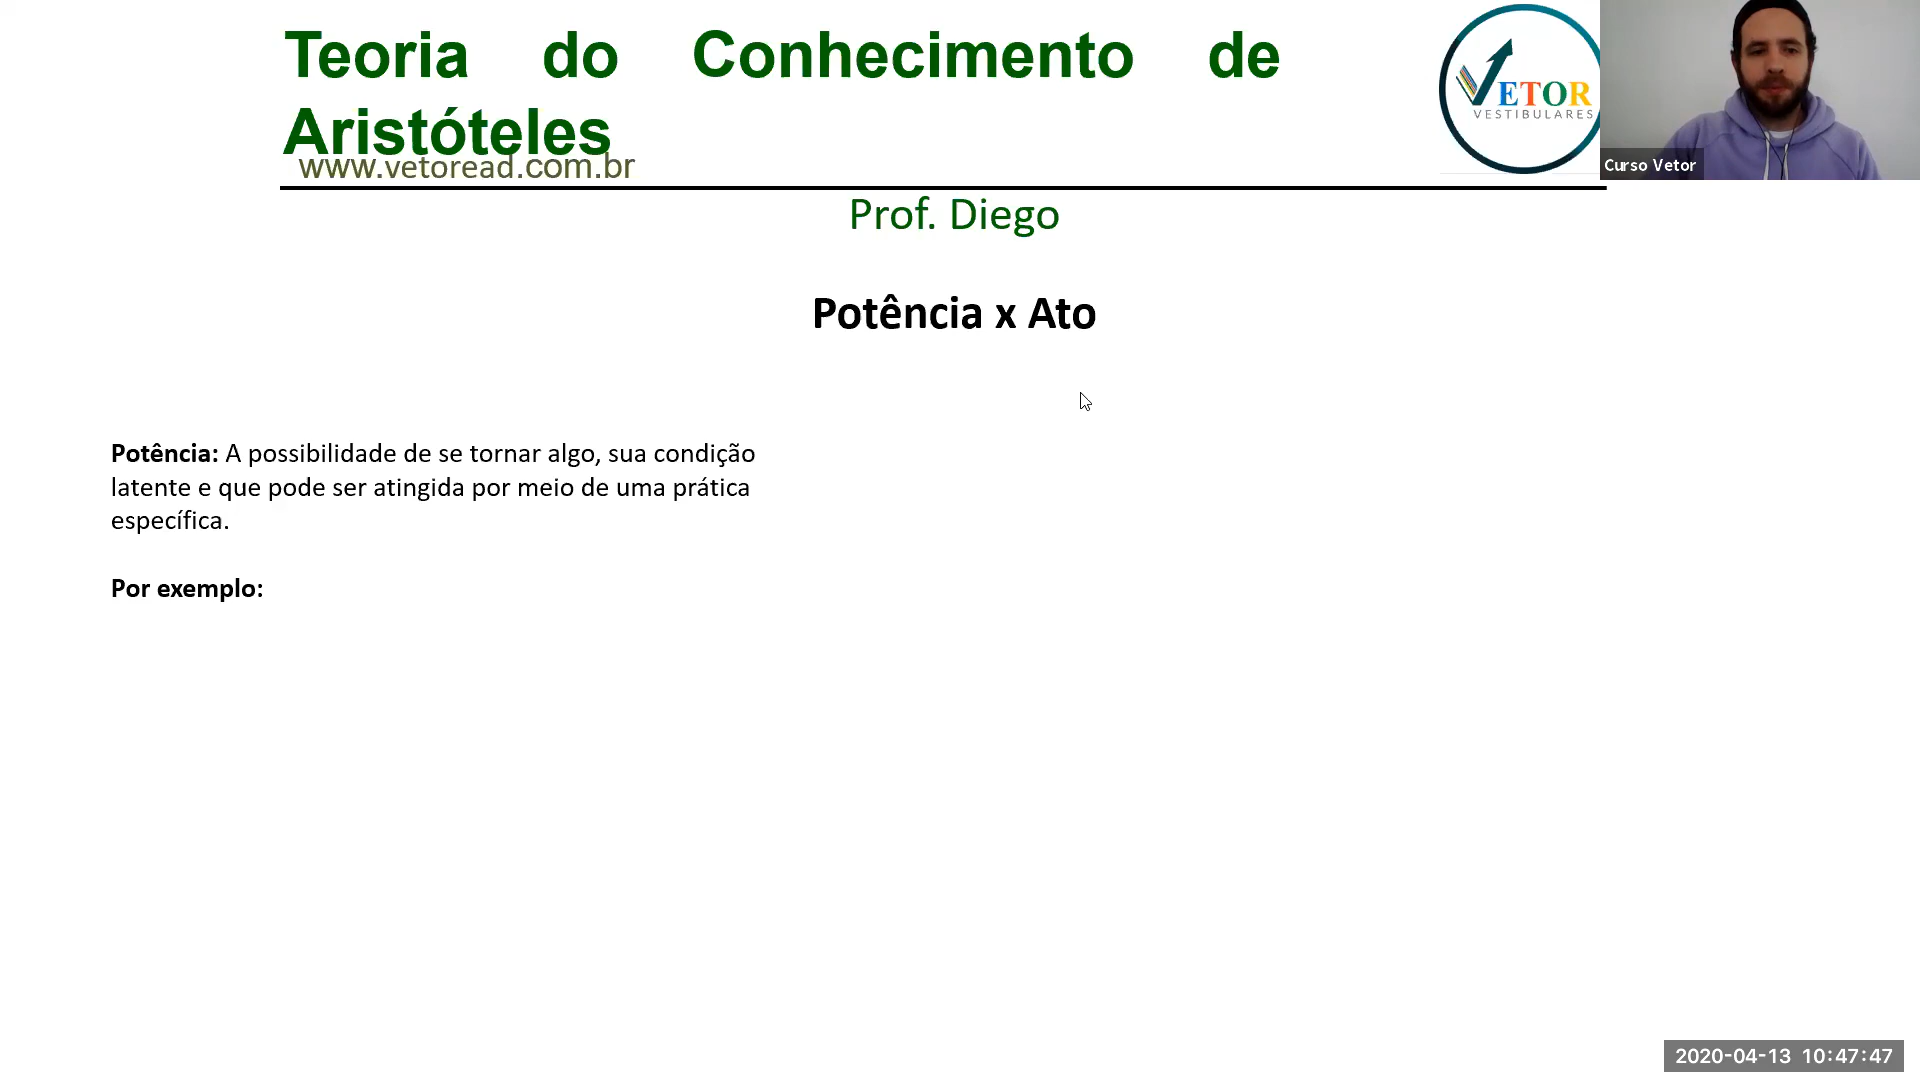 Teoria do Conhecimento de
Aristóteles
www.vetoread.com.br
VETOR
VESTIBULARES
Curso Vetor
Prof. Diego
Potência x Ato
Potência: A possibilidade de se tornar algo, sua condição
latente e que pode ser atingida por meio de uma prática
específica.
Por exemplo:
2020-04-13 10:47:47